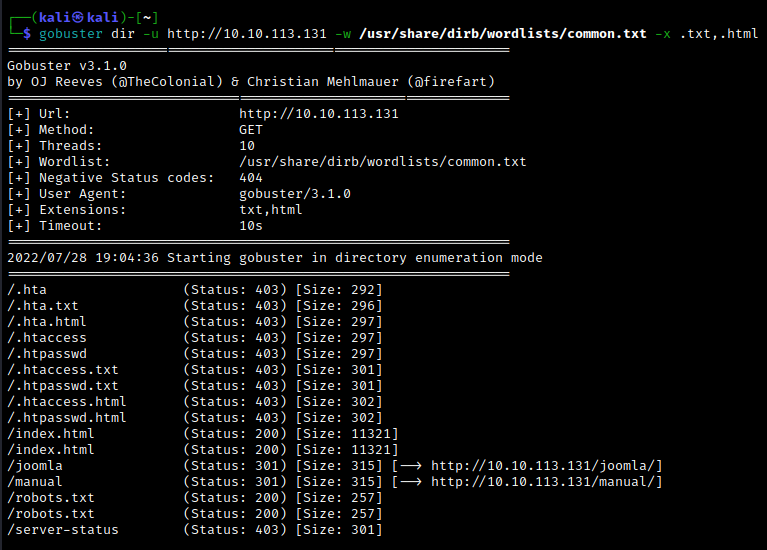 ┌──(kali㉿kali)-[~]
└─$ gobuster dir -u http://10.10.113.131 -w /usr/share/dirb/wordlists/common.txt -x .txt,.html
===============================================================
Gobuster v3.1.0
by OJ Reeves (@TheColonial) & Christian Mehlmauer (@firefart)
===============================================================
[+] Url:                     http://10.10.113.131
[+] Method:                  GET
[+] Threads:                 10
[+] Wordlist:                /usr/share/dirb/wordlists/common.txt
[+] Negative Status codes:   404
[+] User Agent:              gobuster/3.1.0
[+] Extensions:              txt,html
[+] Timeout:                 10s
===============================================================
2022/07/28 19:04:36 Starting gobuster in directory enumeration mode
===============================================================
/.hta                 (Status: 403) [Size: 292]
/.hta.txt             (Status: 403) [Size: 296]
/.hta.html            (Status: 403) [Size: 297]
/.htaccess            (Status: 403) [Size: 297]
/.htpasswd            (Status: 403) [Size: 297]
/.htaccess.txt        (Status: 403) [Size: 301]
/.htpasswd.txt        (Status: 403) [Size: 301]
/.htaccess.html       (Status: 403) [Size: 302]
/.htpasswd.html       (Status: 403) [Size: 302]
/index.html           (Status: 200) [Size: 11321]
/index.html           (Status: 200) [Size: 11321]
/joomla               (Status: 301) [Size: 315] [--> http://10.10.113.131/joomla/]
/manual               (Status: 301) [Size: 315] [--> http://10.10.113.131/manual/]
/robots.txt           (Status: 200) [Size: 257]
/robots.txt           (Status: 200) [Size: 257]
/server-status        (Status: 403) [Size: 301]